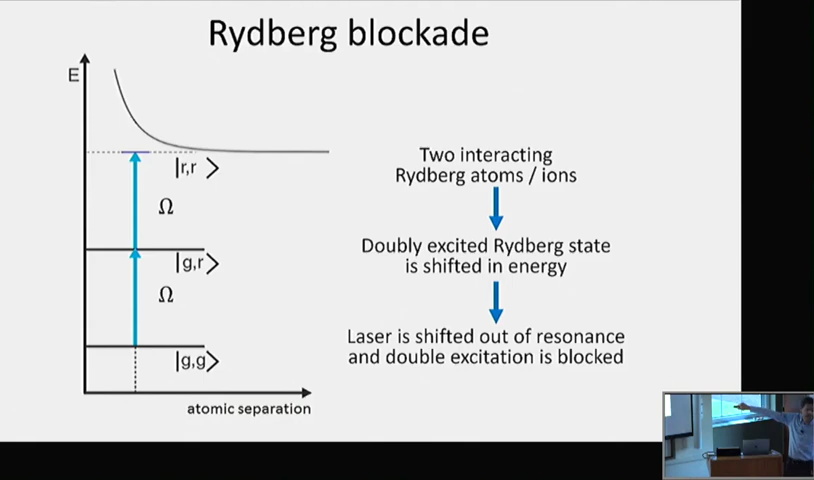 Rydberg blockade
E
|r,r⟩
Ω
|g,r⟩
Ω
|g,g⟩
atomic separation
Two interacting
Rydberg atoms / ions
Doubly excited Rydberg state
is shifted in energy
Laser is shifted out of resonance
and double excitation is blocked